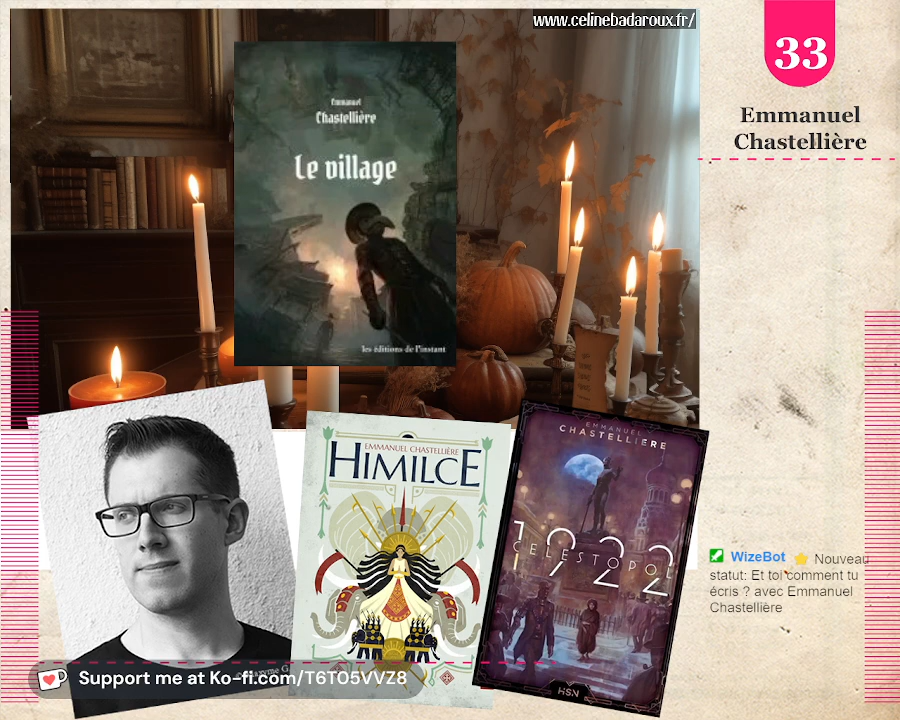 www.celinebadaroux.fr/
33
Emmanuel
Chastellière
Emmanuel
Chastellière
Le village
les éditions de l'instant
EMMANUEL CHASTELLIÈRE
HIMILCE
EMMANUEL
CHASTELLIERE
1922
CELESTOPOL
HSN
WizeBot Nouveau
statut: Et toi comment tu
écris ? avec Emmanuel
Chastellière
Support me at Ko-fi.com/T6T05VVZ8